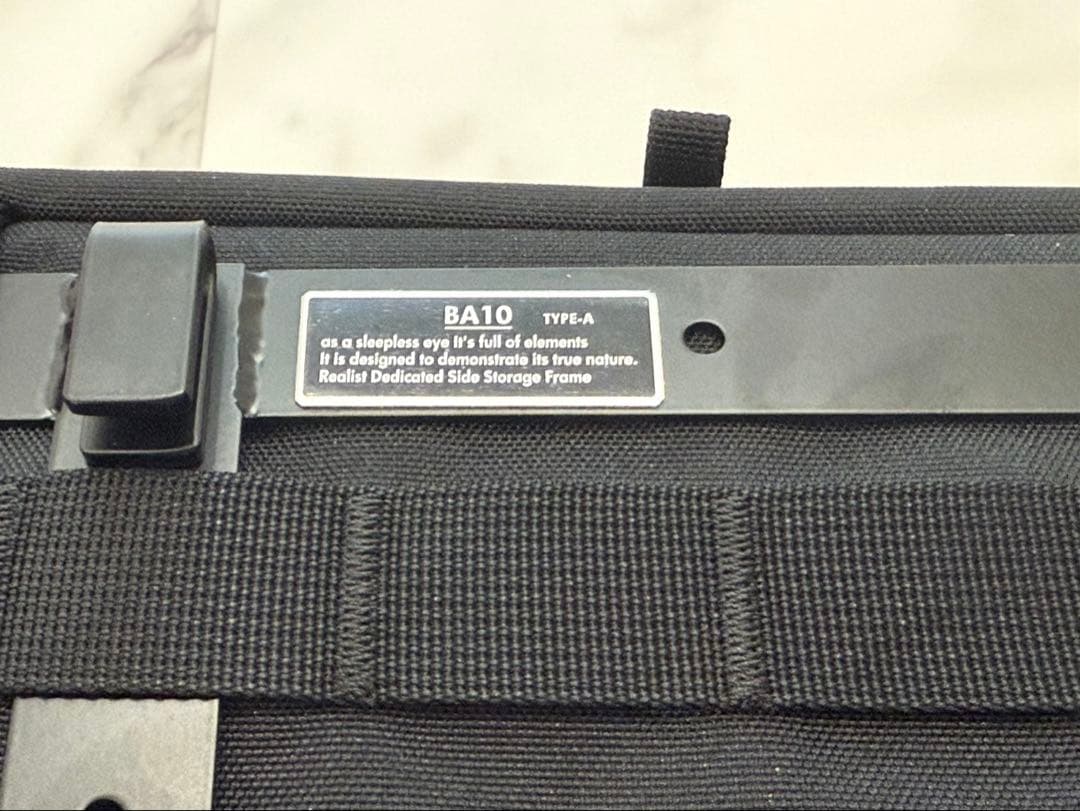 BA10 TYPE-A
as a sleepless eye it's full of elements
It is designed to demonstrate its true nature.
Realist Dedicated Side Storage Frame